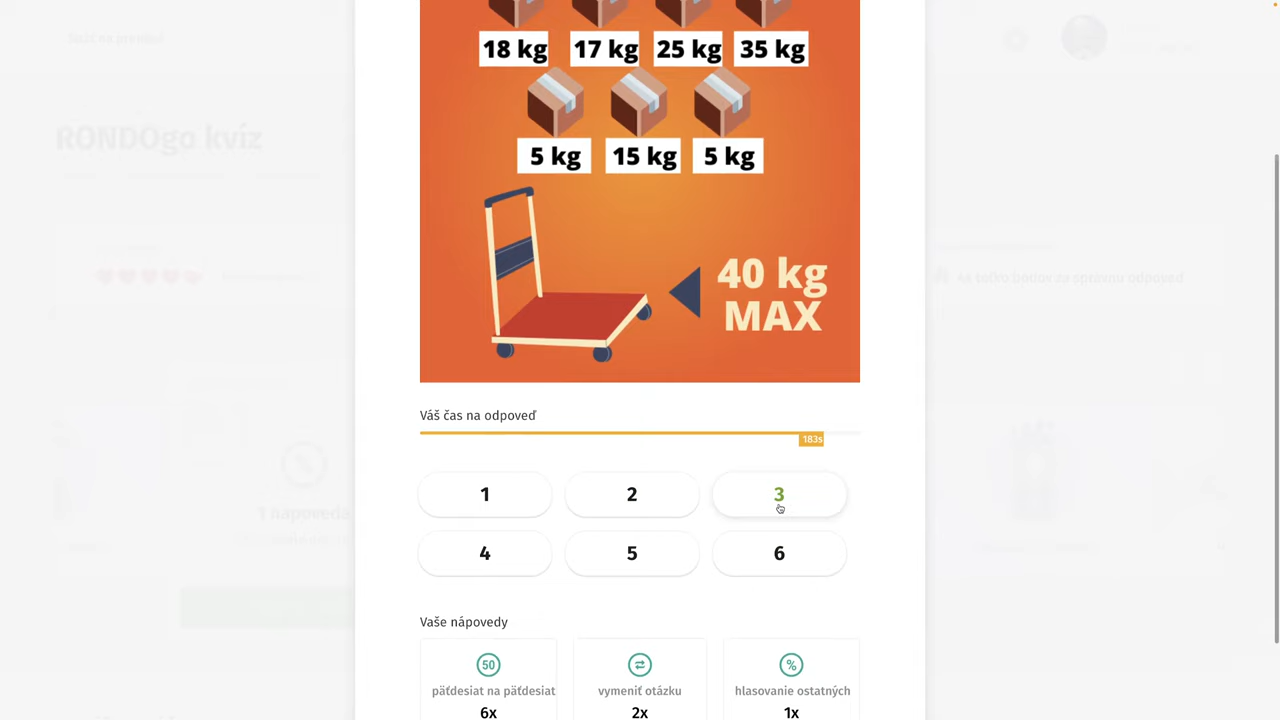 RONDOgo kvíz
18 kg 17 kg 25 kg 35 kg
5 kg 15 kg 5 kg
40 kg
MAX
Váš čas na odpoveď
183s
1 2 3
4 5 6
Vaše nápovedy
50 %
päťdesiat na päťdesiat vymeniť otázku hlasovanie ostatných
6x 2x 1x